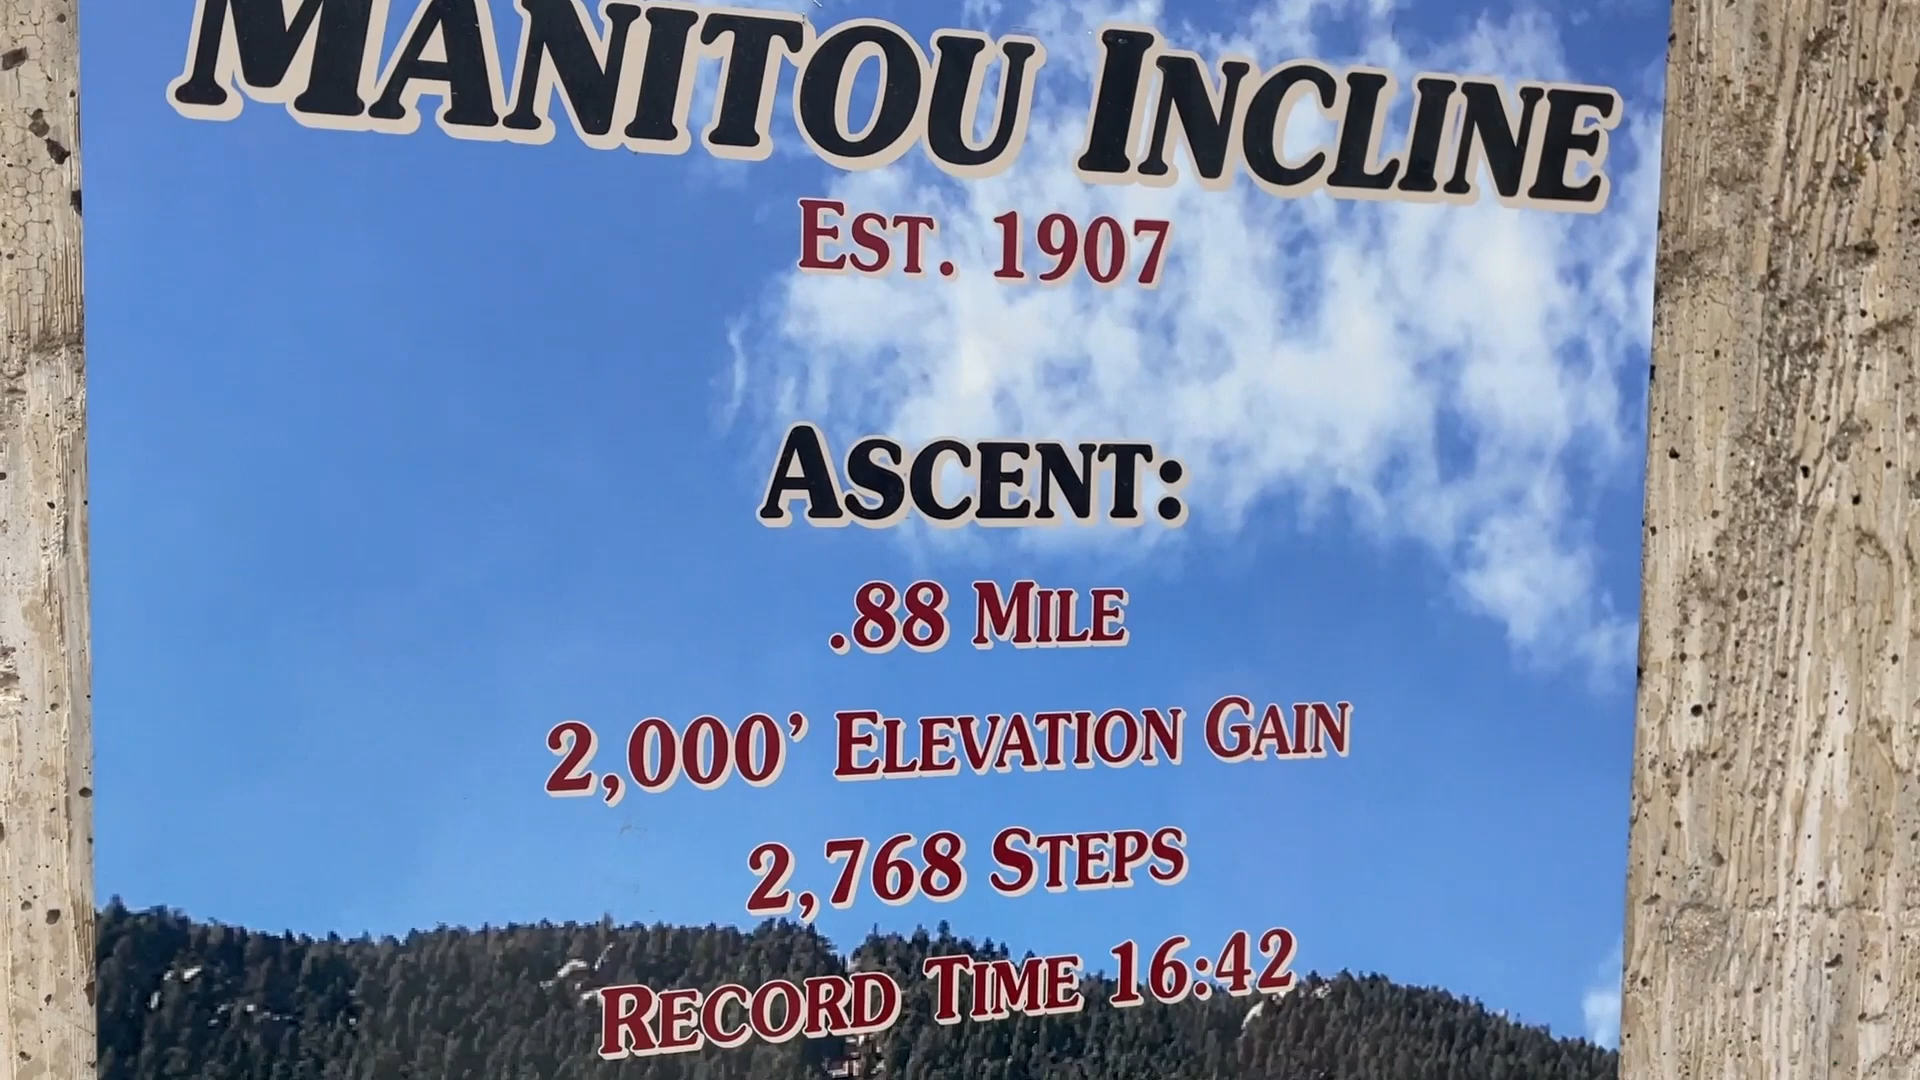 MANITOU INCLINE
EST. 1907
ASCENT:
.88 MILE
2,000' ELEVATION GAIN
2,768 STEPS
RECORD TIME 16:42